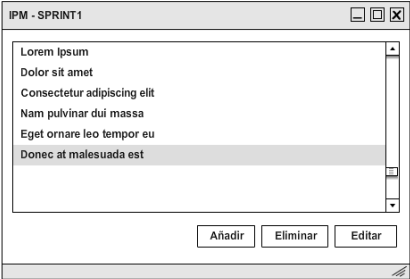 IPM - SPRINT1
Lorem Ipsum
Dolor sit amet
Consectetur adipiscing elit
Nam pulvinar dui massa
Eget ornare leo tempor eu
Donec at malesuada est
Añadir Eliminar Editar